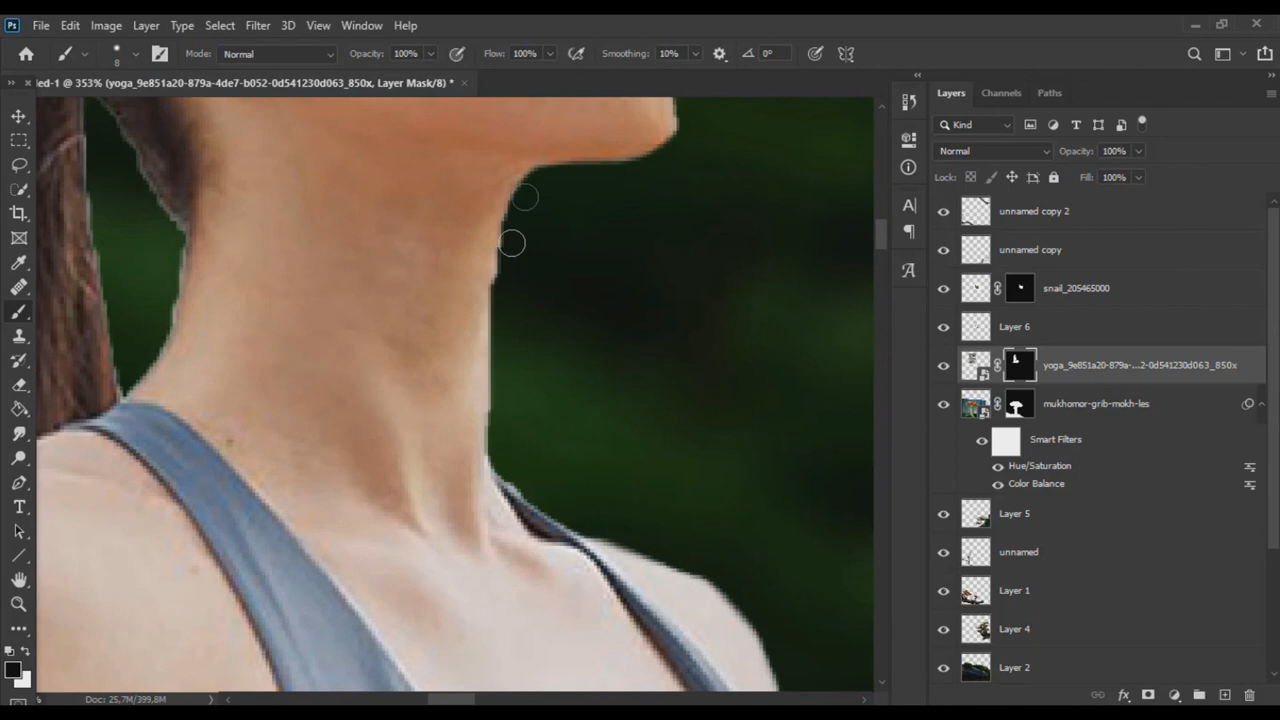 Ps File Edit Image Layer Type Select Filter 3D View Window Help
8 Mode: Normal Opacity: 100% Flow: 100% Smoothing: 10% 0°
led-1 @ 353% (yoga_9e851a20-879a-4de7-b052-0d541230d063_850x, Layer Mask/8) *
Layers Channels Paths
Kind
Normal Opacity: 100%
Lock: Fill: 100%
unnamed copy 2
unnamed copy
snail_205465000
Layer 6
yoga_9e851a20-879a-...2-0d541230d063_850x
mukhomor-grib-mokh-les
Smart Filters
Hue/Saturation
Color Balance
Layer 5
unnamed
Layer 1
Layer 4
Layer 2
% Doc: 25,7M/399,8M